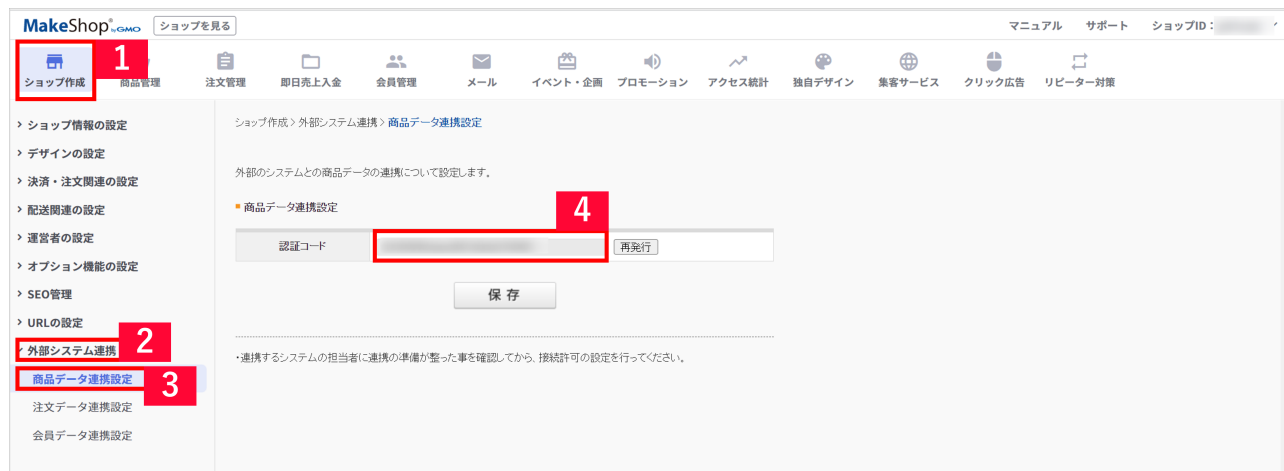 MakeShop® byGMO ショップを見る マニュアル サポート ショップID：
1
ショップ作成 商品管理 注文管理 即日売上入金 会員管理 メール イベント・企画 プロモーション アクセス統計 独自デザイン 集客サービス クリック広告 リピーター対策
> ショップ情報の設定
> デザインの設定
> 決済・注文関連の設定
> 配送関連の設定
> 運営者の設定
> オプション機能の設定
> SEO管理
> URLの設定
外部システム連携
2
商品データ連携設定
3
注文データ連携設定
会員データ連携設定
ショップ作成 > 外部システム連携 > 商品データ連携設定
外部のシステムとの商品データの連携について設定します。
商品データ連携設定
4
認証コード 再発行
保存
・連携するシステムの担当者に連携の準備が整った事を確認してから、接続許可の設定を行ってください。